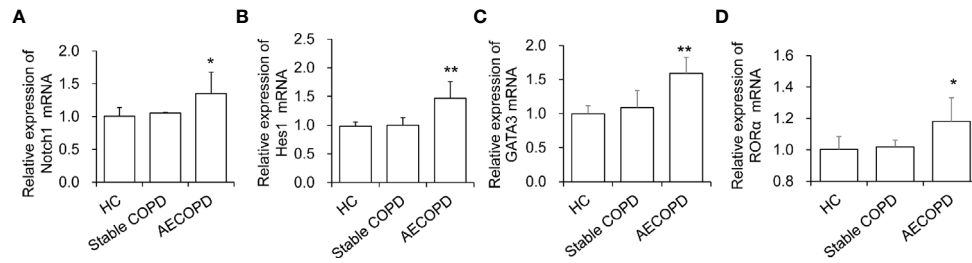 A
Relative expression of
Notch1 mRNA
2.0
1.5
1.0
0.5
0.0
*
HC
Stable COPD
AECOPD
B
Relative expression of
Hes1 mRNA
2.0
1.5
1.0
0.5
0.0
**
HC
Stable COPD
AECOPD
C
Relative expression of
GATA3 mRNA
2.0
1.5
1.0
0.5
0.0
**
HC
Stable COPD
AECOPD
D
Relative expression of
RORα mRNA
1.6
1.4
1.2
1.0
0.8
*
HC
Stable COPD
AECOPD